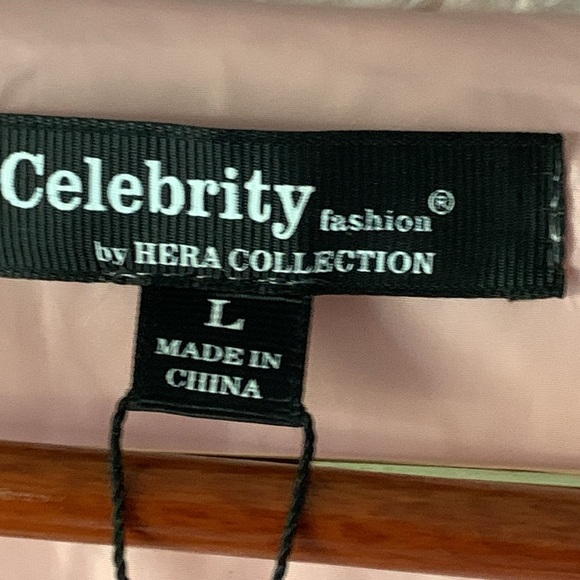 Celebrity fashion®
by HERA COLLECTION
L
MADE IN
CHINA